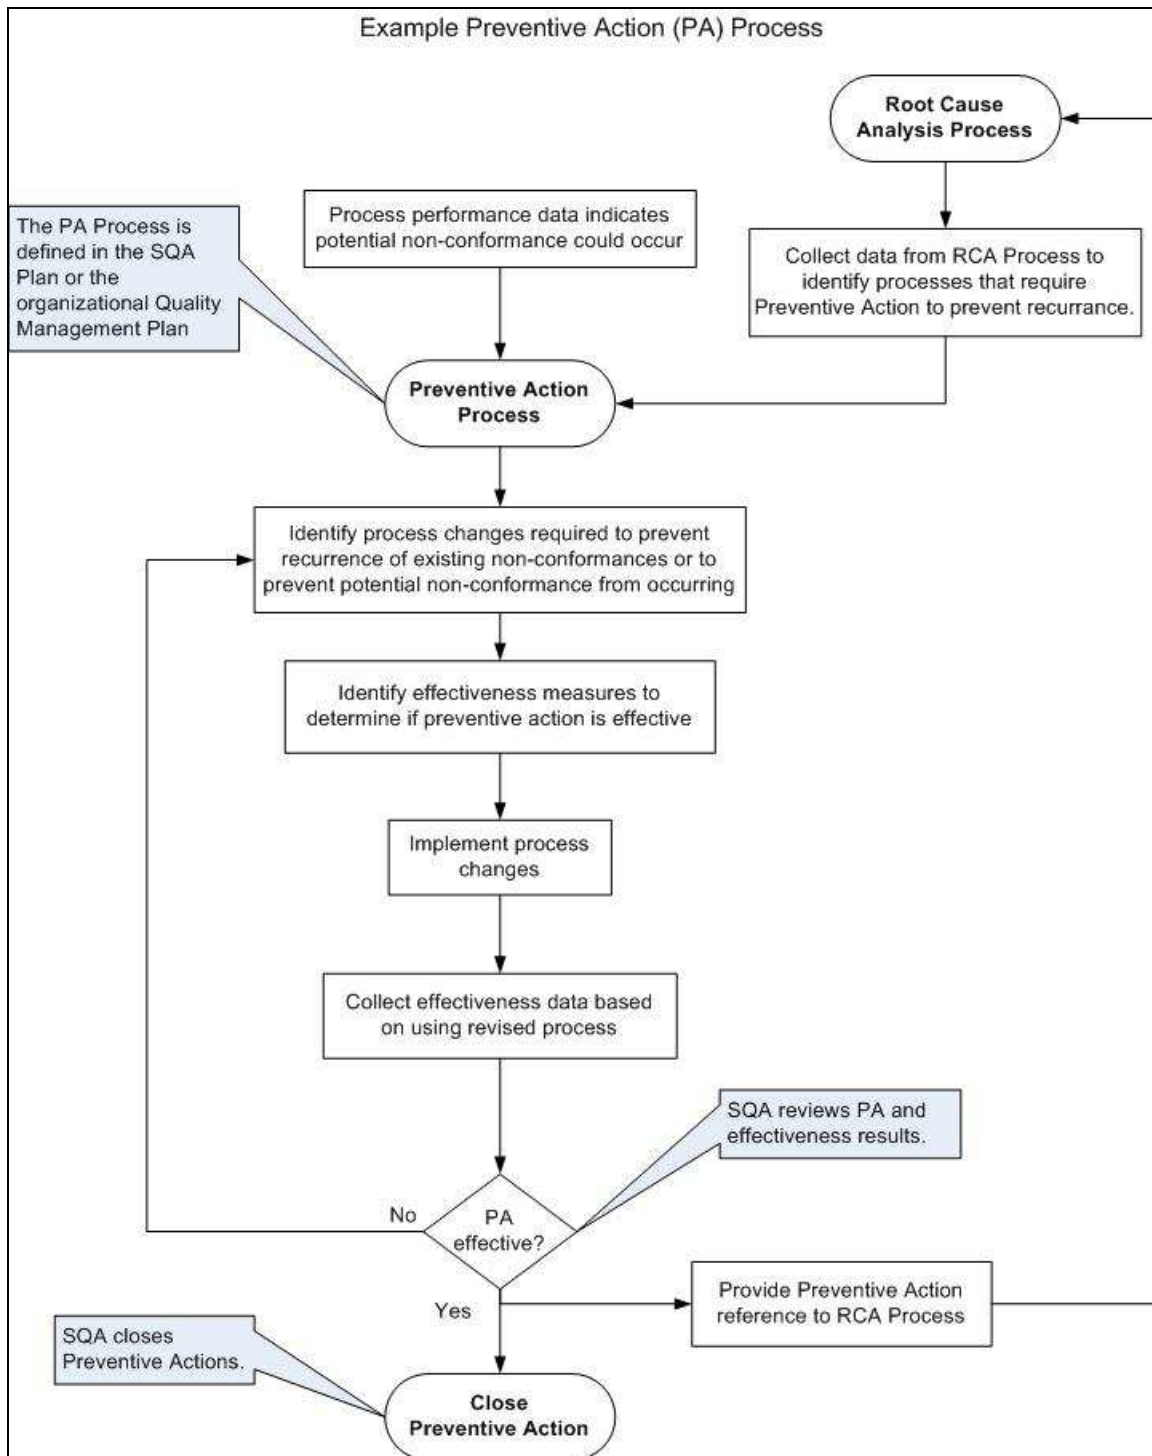 Example Preventive Action (PA) Process
Root Cause
Analysis Process
Process performance data indicates
potential non-conformance could occur
The PA Process is
defined in the SQA
Plan or the
organizational Quality
Management Plan
Collect data from RCA Process to
identify processes that require
Preventive Action to prevent recurrance.
Preventive Action
Process
Identify process changes required to prevent
recurrence of existing non-conformances or to
prevent potential non-conformance from occurring
Identify effectiveness measures to
determine if preventive action is effective
Implement process
changes
Collect effectiveness data based
on using revised process
SQA reviews PA and
effectiveness results.
No
PA
effective?
Yes
Provide Preventive Action
reference to RCA Process
SQA closes
Preventive Actions.
Close
Preventive Action